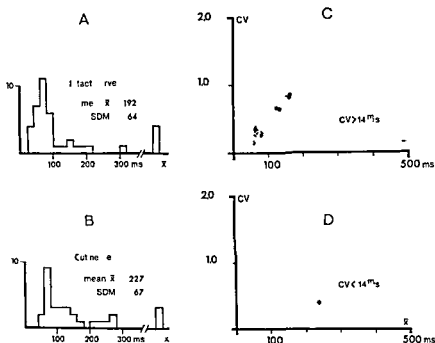 A
10
I tact rve
me x̄ 192
SDM 64
100 200 300 ms x̄
B
10
Cut ne e
mean x̄ 227
SDM 67
100 200 300 ms x̄
C
2.0
CV
1.0
CV>14 ms
100 500
D
2.0
CV
1.0
CV<14 ms
x̄
100 500 ms